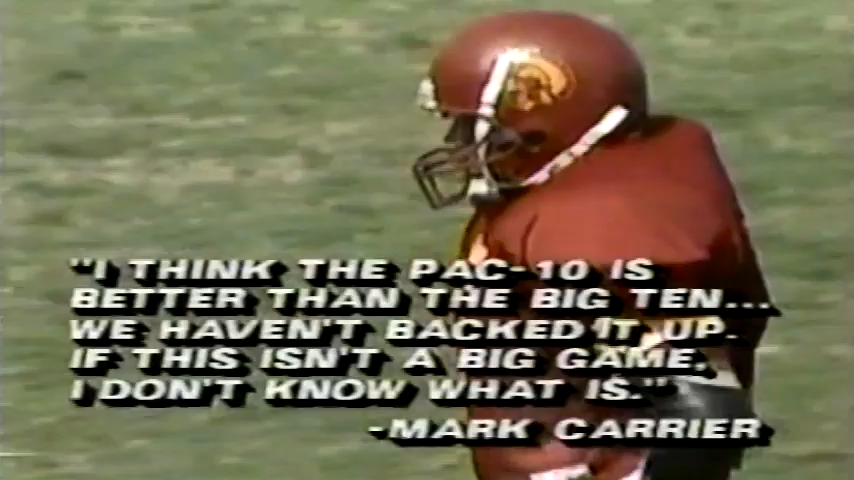 "I THINK THE PAC-10 IS
BETTER THAN THE BIG TEN...
WE HAVEN'T BACKED IT UP.
IF THIS ISN'T A BIG GAME,
I DON'T KNOW WHAT IS."
-MARK CARRIER